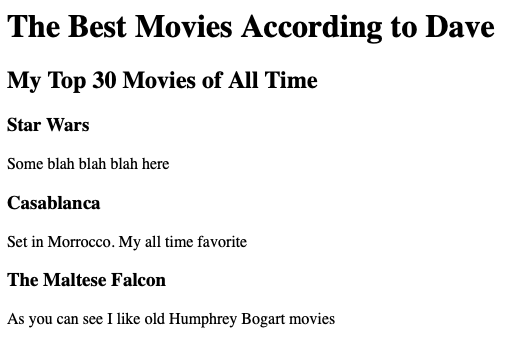 The Best Movies According to Dave
My Top 30 Movies of All Time
Star Wars
Some blah blah blah here
Casablanca
Set in Morrocco. My all time favorite
The Maltese Falcon
As you can see I like old Humphrey Bogart movies